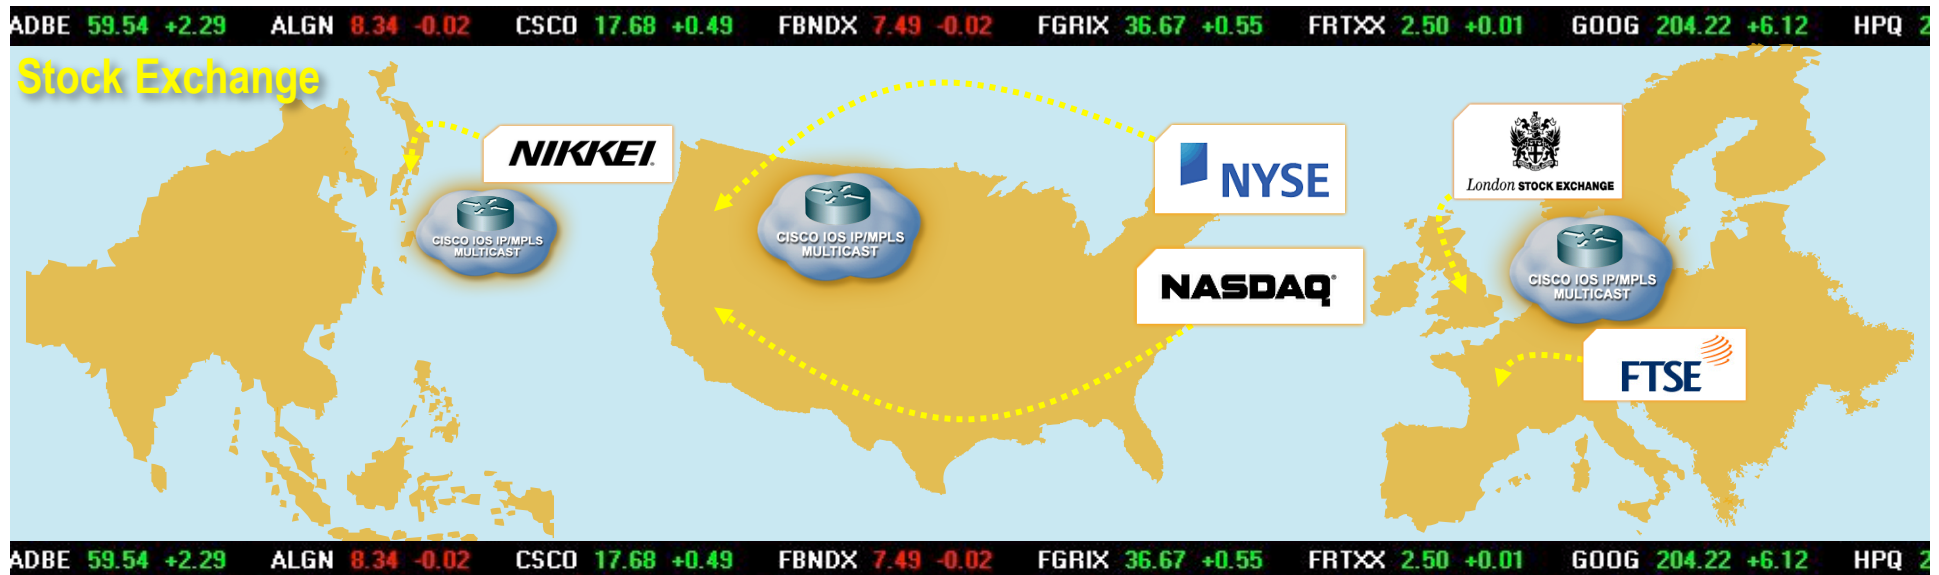 ADBE 59.54 +2.29 ALGN 8.34 -0.02 CSCO 17.68 +0.49 FBNDX 7.49 -0.02 FGRIX 36.67 +0.55 FRTXX 2.50 +0.01 GOOG 204.22 +6.12 HPQ 2
Stock Exchange
NIKKEI
CISCO IOS IP/MPLS
MULTICAST
CISCO IOS IP/MPLS
MULTICAST
NYSE
NASDAQ
London STOCK EXCHANGE
CISCO IOS IP/MPLS
MULTICAST
FTSE
ADBE 59.54 +2.29 ALGN 8.34 -0.02 CSCO 17.68 +0.49 FBNDX 7.49 -0.02 FGRIX 36.67 +0.55 FRTXX 2.50 +0.01 GOOG 204.22 +6.12 HPQ 2